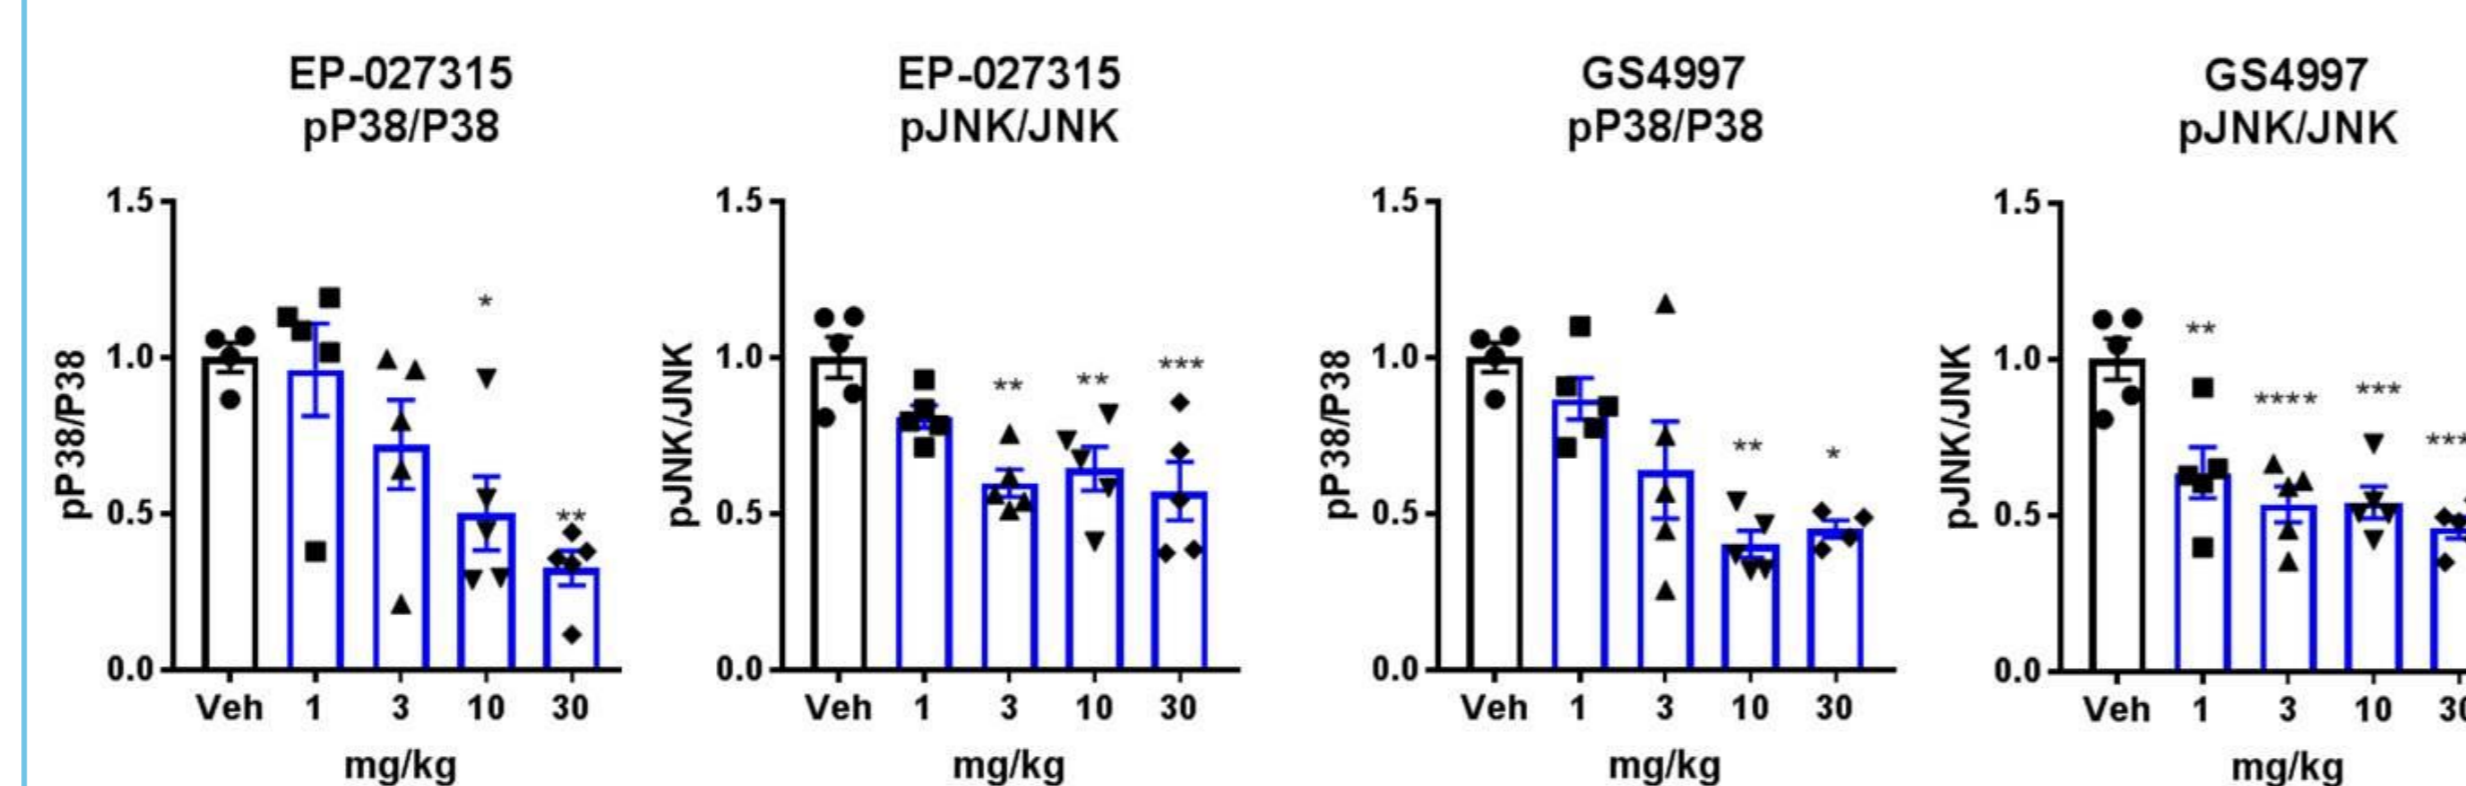 EP-027315
pP38/P38
pP38/P38
1.5
1.0
0.5
0.0
*
**
Veh 1 3 10 30
mg/kg
EP-027315
pJNK/JNK
pJNK/JNK
1.5
1.0
0.5
0.0
** ** ***
Veh 1 3 10 30
mg/kg
GS4997
pP38/P38
pP38/P38
1.5
1.0
0.5
0.0
** *
Veh 1 3 10 30
mg/kg
GS4997
pJNK/JNK
pJNK/JNK
1.5
1.0
0.5
0.0
** **** ***
Veh 1 3 10
mg/kg